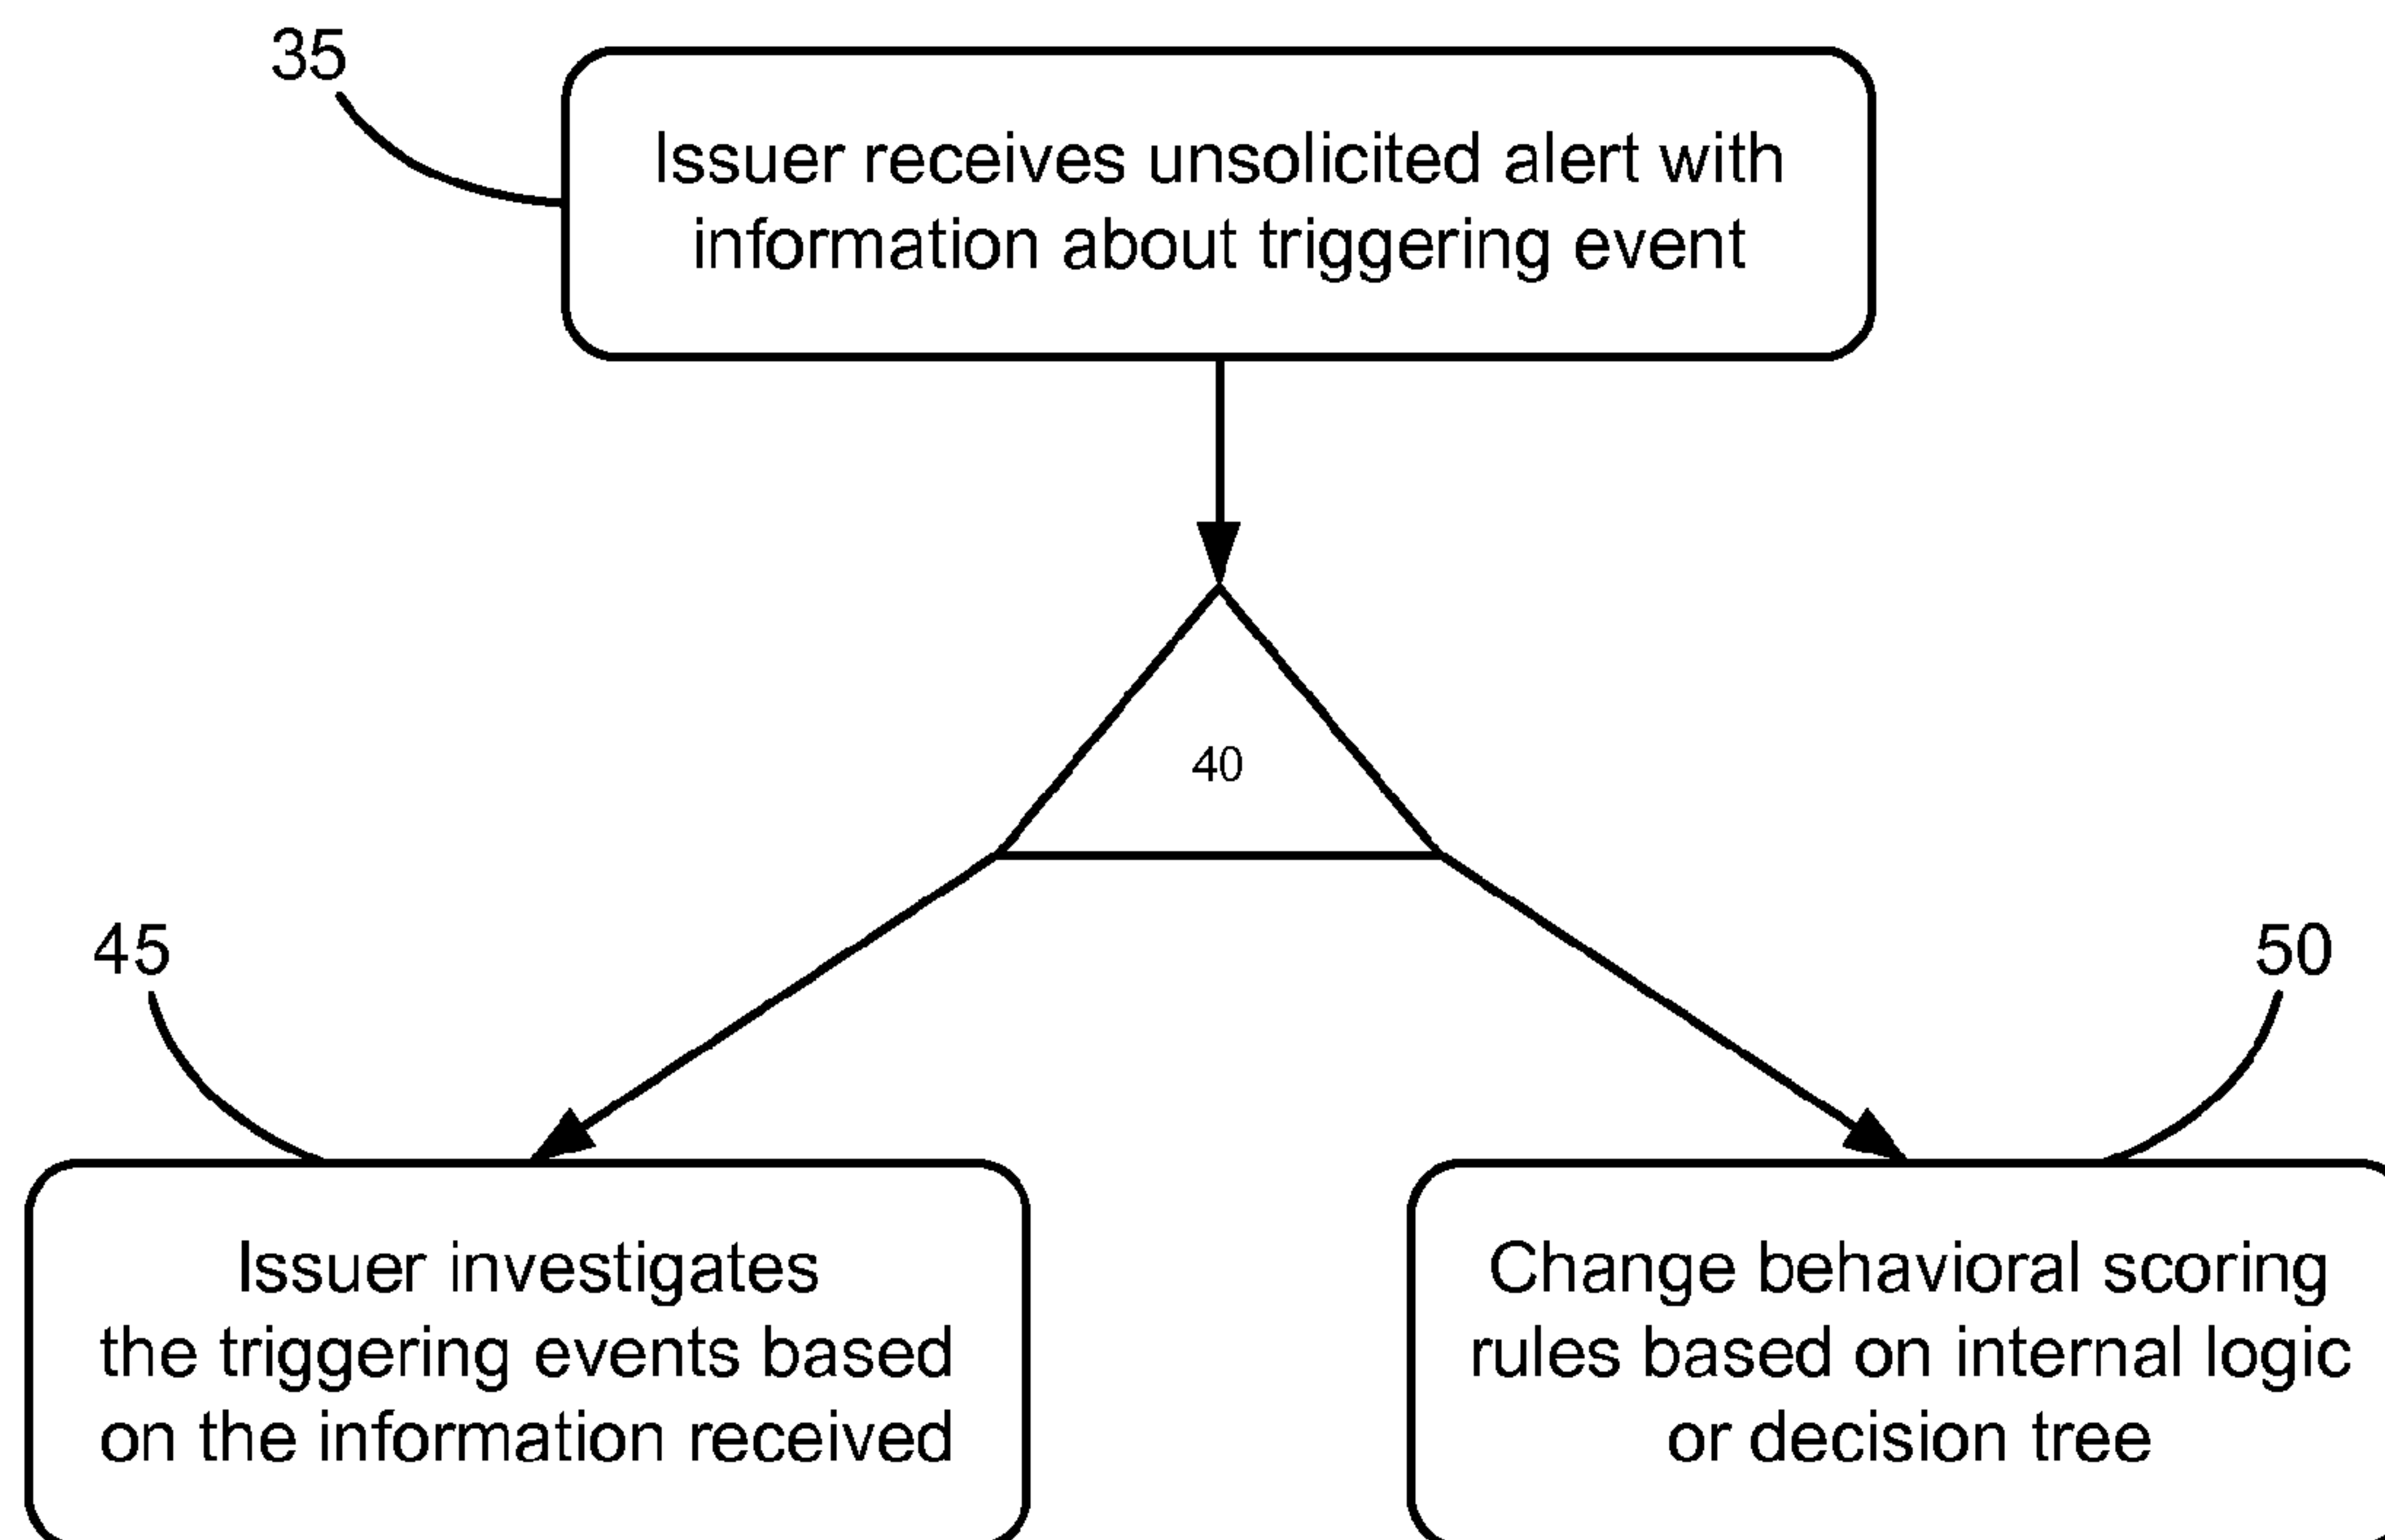 35
Issuer receives unsolicited alert with
information about triggering event
40
45
50
Issuer investigates
the triggering events based
on the information received
Change behavioral scoring
rules based on internal logic
or decision tree